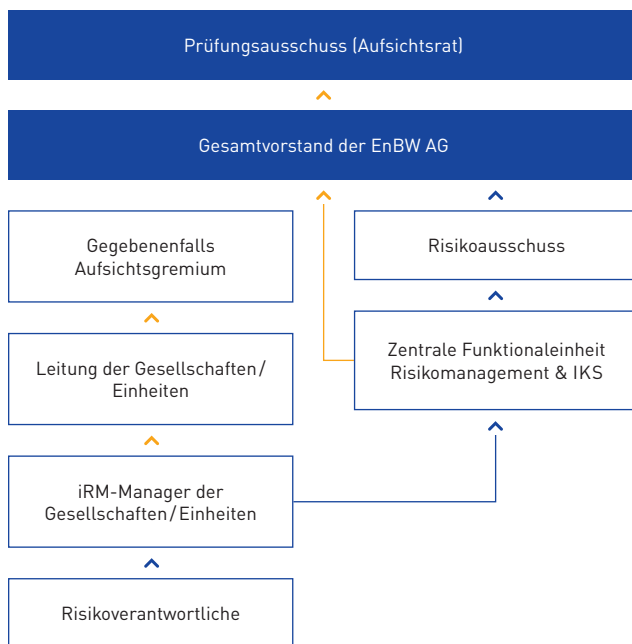 Prüfungsausschuss (Aufsichtsrat)
Gesamtvorstand der EnBW AG
Gegebenenfalls
Aufsichtsgremium
Risikoausschuss
Leitung der Gesellschaften/
Einheiten
Zentrale Funktionaleinheit
Risikomanagement & IKS
iRM-Manager der
Gesellschaften/Einheiten
Risikoverantwortliche